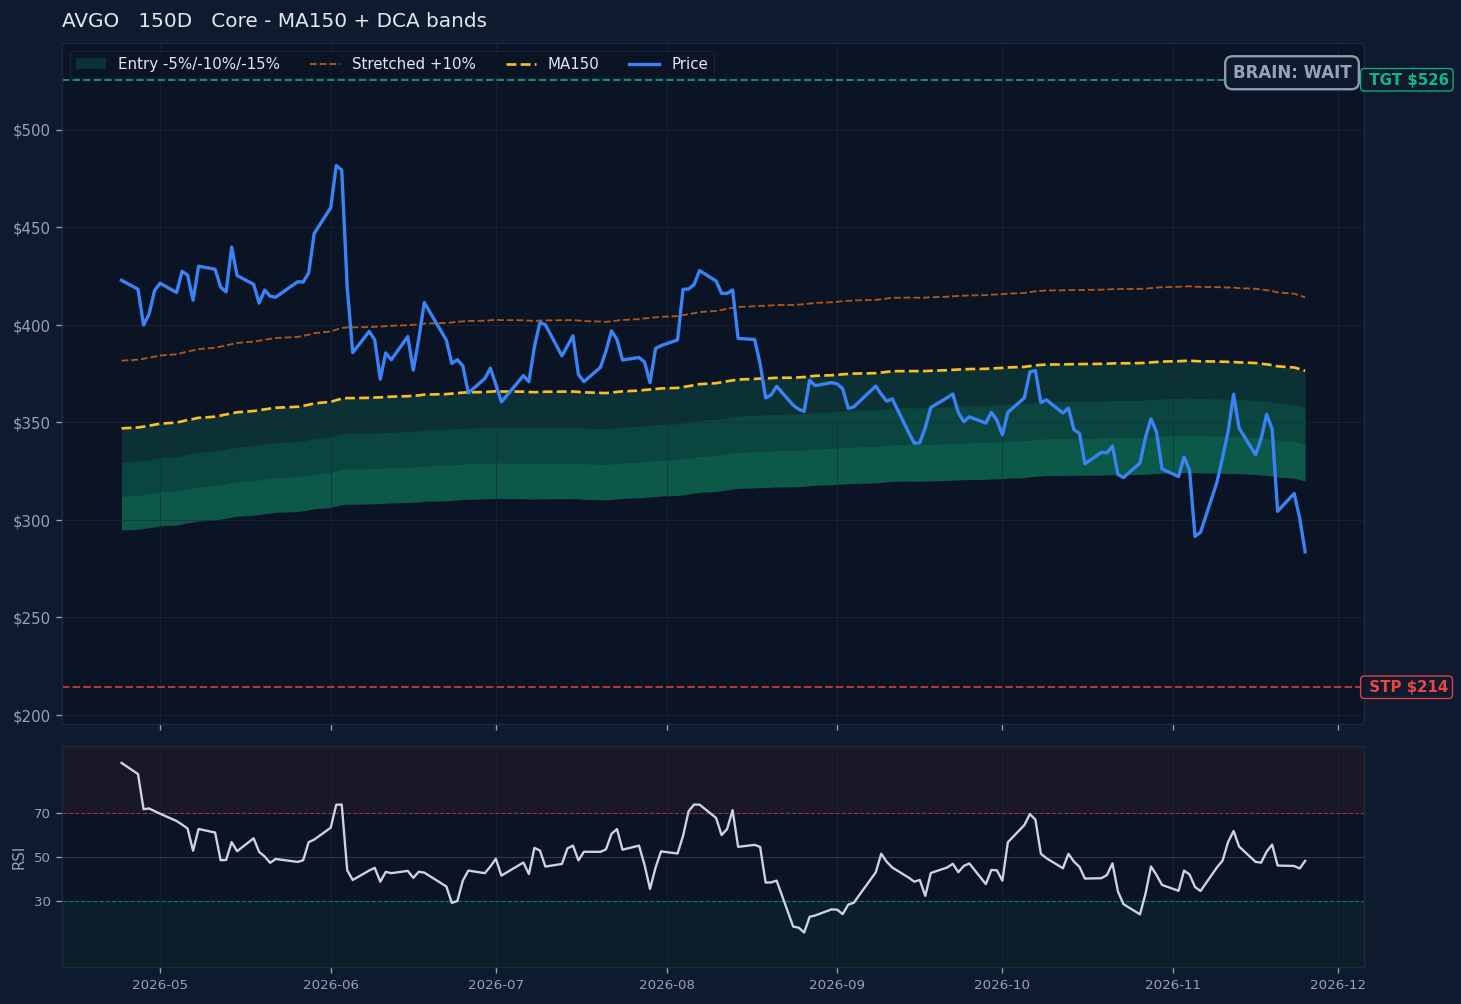 AVGO 150D Core - MA150 + DCA bands
Entry -5%/-10%/-15% Stretched +10% MA150 Price
BRAIN: WAIT
TGT $526
$500
$450
$400
$350
$300
$250
$200
STP $214
70
50
30
RSI
2026-05 2026-06 2026-07 2026-08 2026-09 2026-10 2026-11 2026-12